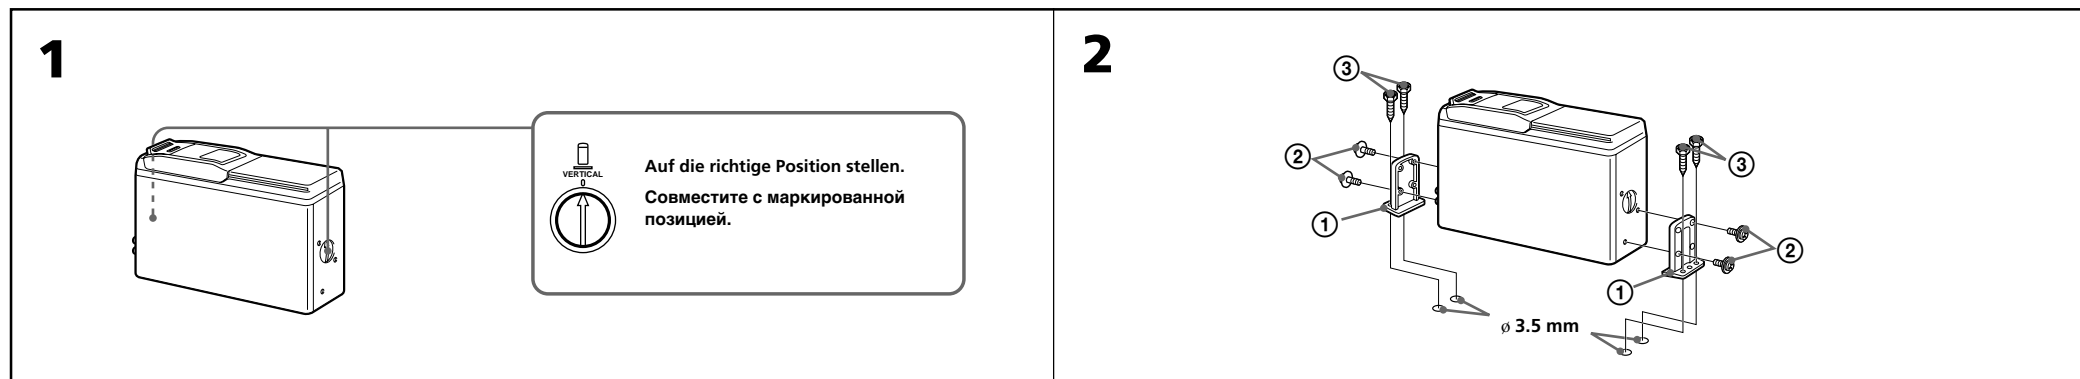 1
VERTICAL
0
Auf die richtige Position stellen.
Совместите с маркированной
позицией.
2
③
②
①
③
②
①
ø 3.5 mm